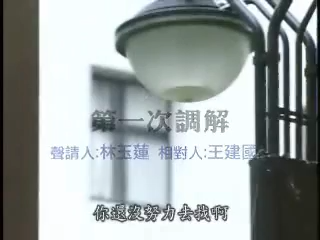 第一次調解
聲請人:林玉蓮 相對人:王建國
你還沒努力去找啊